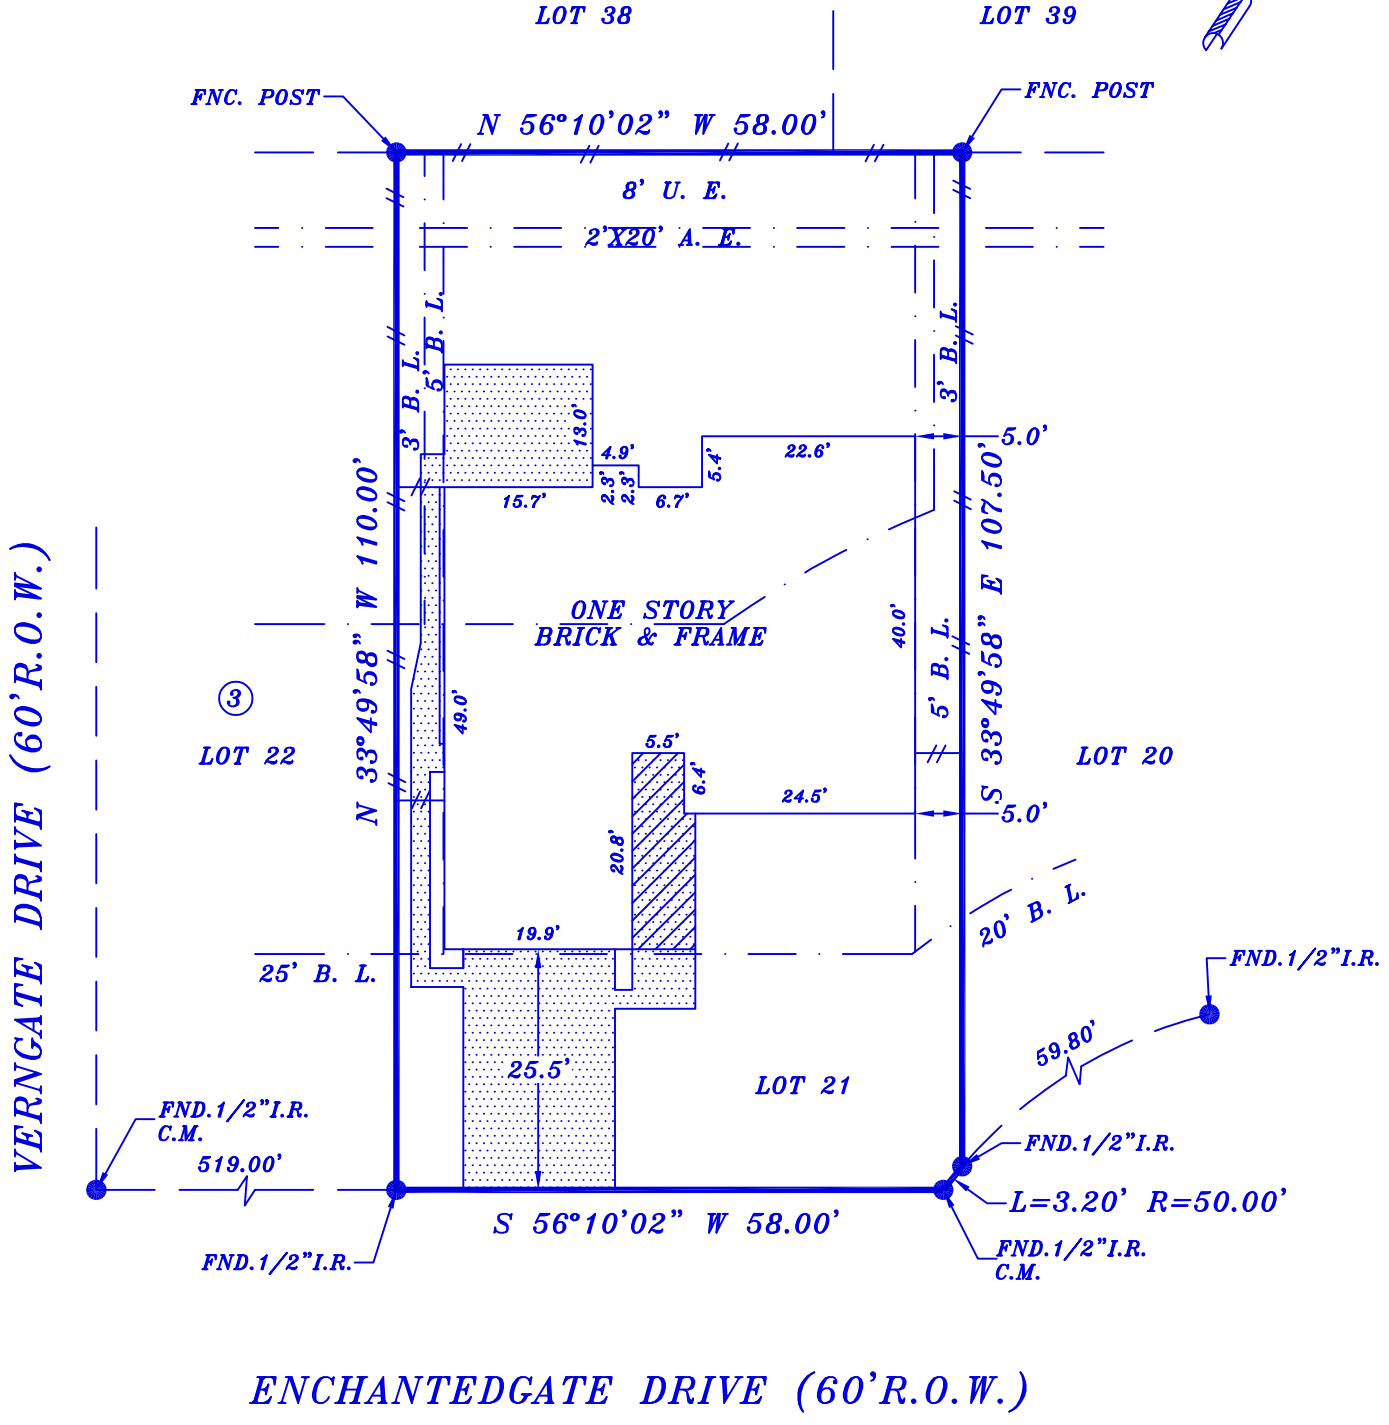 LOT 38
LOT 39
FNC. POST
FNC. POST
N 56°10'02" W 58.00'
8' U. E.
2'X20' A. E.
3' B. L.
5' B. L.
3' B. L.
13.0'
4.9'
2.3'
2.3'
15.7'
6.7'
5.4'
22.6'
5.0'
N 33°49'58" W 110.00'
S 33°49'58" E 107.50'
VERNGATE DRIVE (60'R.O.W.)
ONE STORY
BRICK & FRAME
40.0'
5' B. L.
3
LOT 22
49.0'
5.5'
6.4'
24.5'
20.8'
5.0'
LOT 20
19.9'
25' B. L.
20' B. L.
FND.1/2"I.R.
59.80'
25.5'
LOT 21
FND.1/2"I.R.
C.M.
519.00'
FND.1/2"I.R.
L=3.20' R=50.00'
S 56°10'02" W 58.00'
FND.1/2"I.R.
FND.1/2"I.R.
C.M.
ENCHANTEDGATE DRIVE (60'R.O.W.)